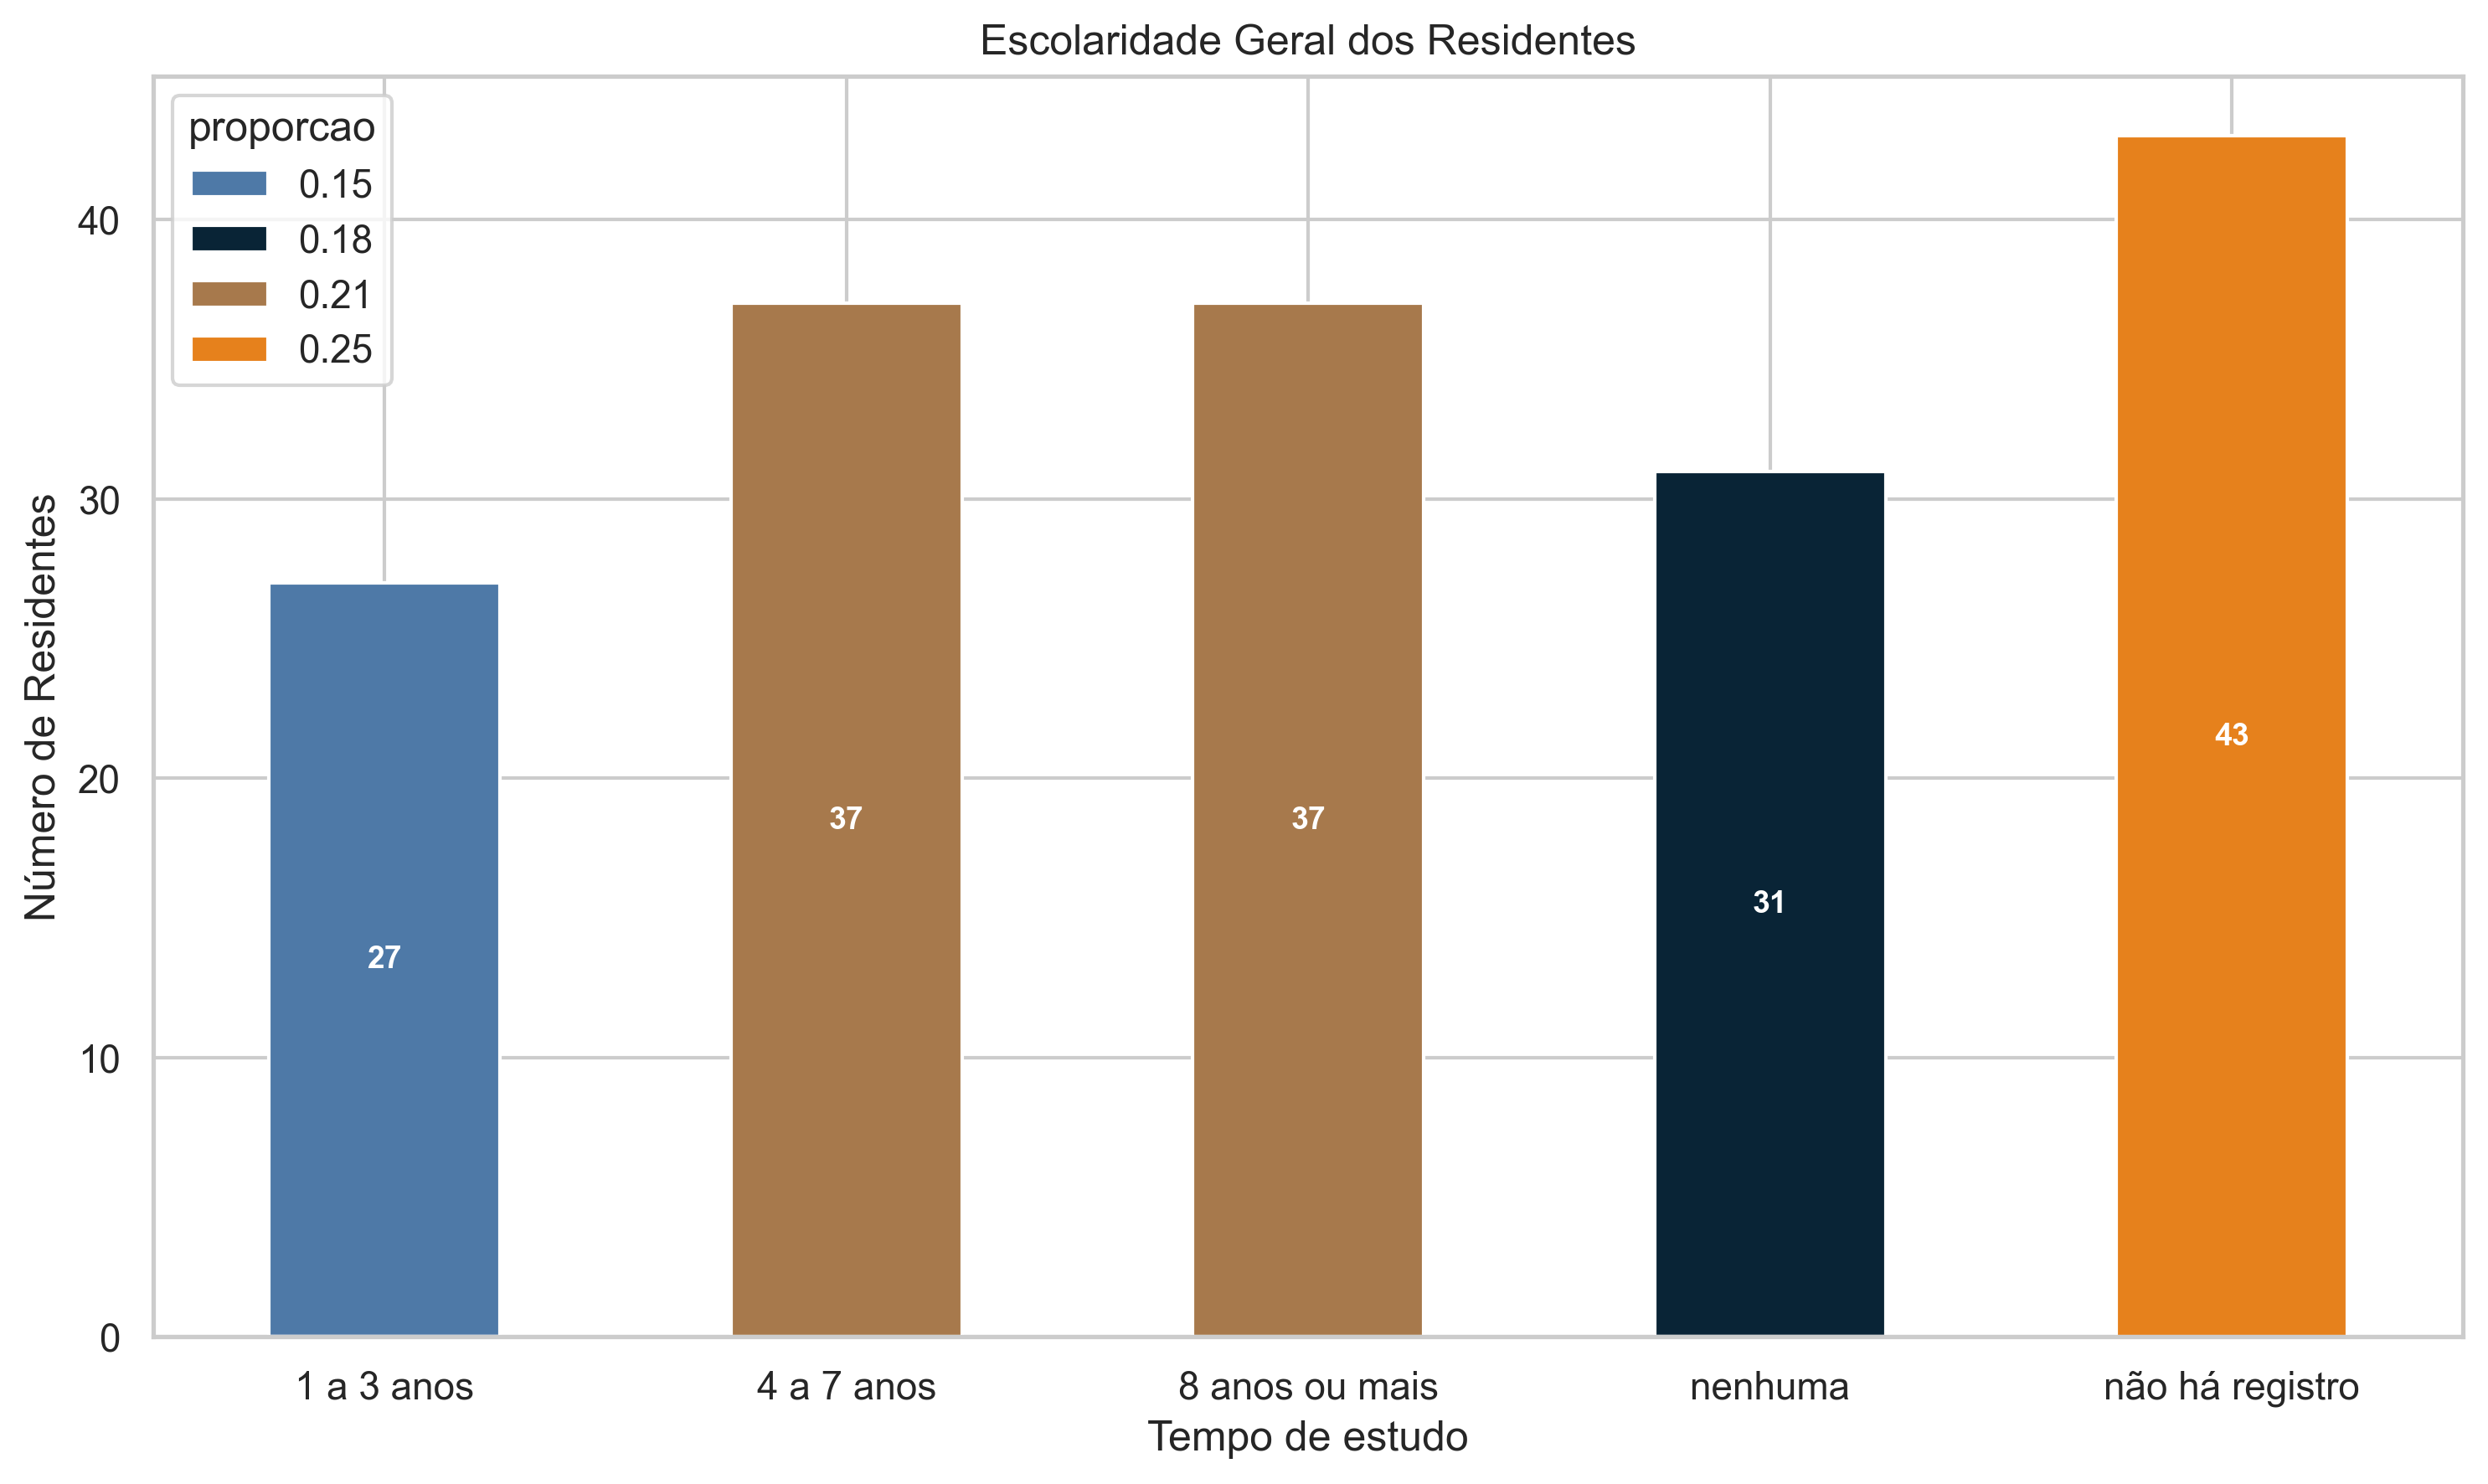 Escolaridade Geral dos Residentes
proporcao
0.15
0.18
0.21
0.25
Número de Residentes
40
30
20
10
0
27
37
37
31
43
1 a 3 anos
4 a 7 anos
8 anos ou mais
nenhuma
não há registro
Tempo de estudo